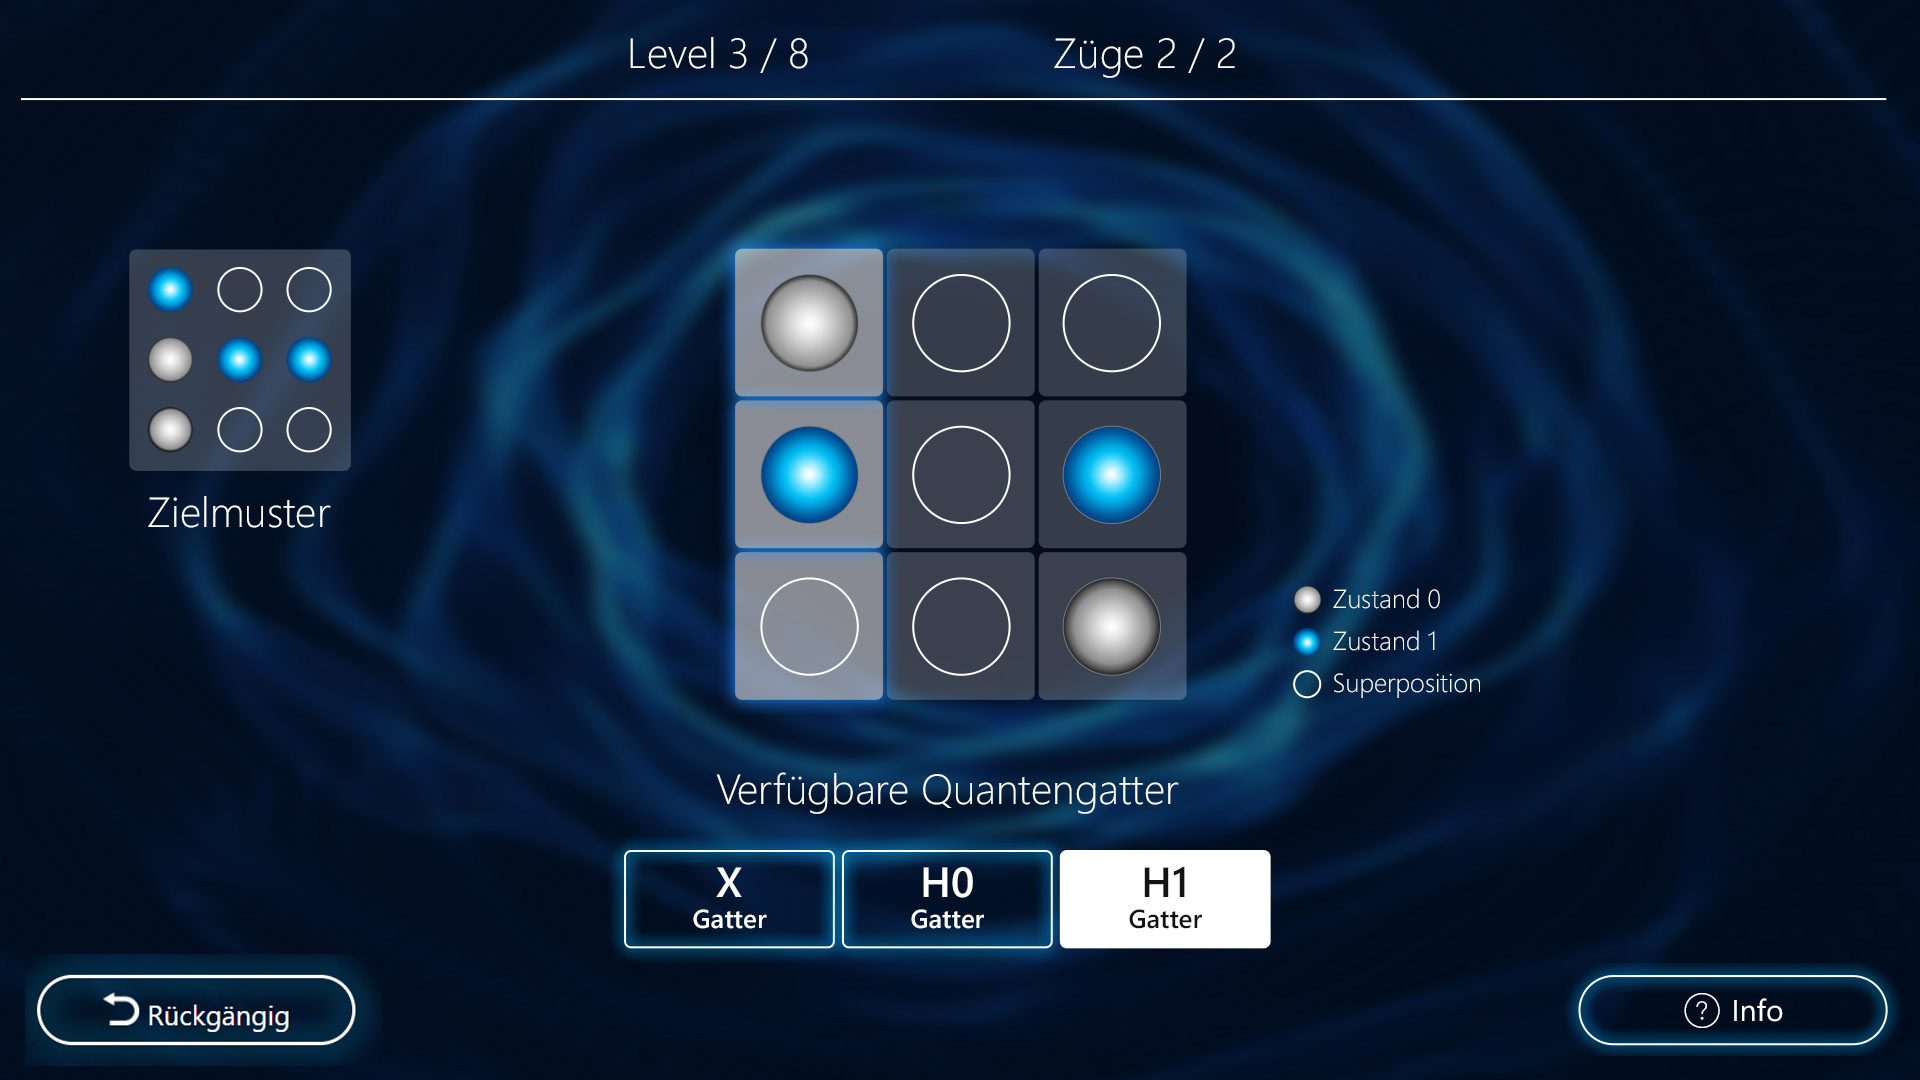 Level 3 / 8
Züge 2 / 2
Zielmuster
Zustand 0
Zustand 1
Superposition
Verfügbare Quantengatter
X
Gatter
H0
Gatter
H1
Gatter
Rückgängig
? Info